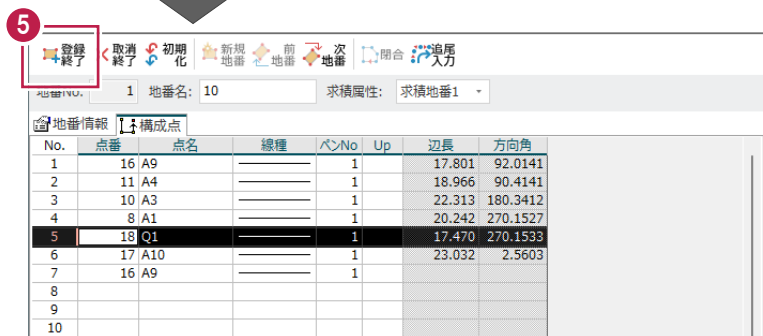 5
登録終了 取消終了 初期化 新規地番 前地番 次地番 閉合 追尾入力
地番No. 1 地番名: 10 求積属性: 求積地番1
地番情報 構成点
No. 点番 点名 線種 ペンNo Up 辺長 方向角
1 16 A9 1 17.801 92.0141
2 11 A4 1 18.966 90.4141
3 10 A3 1 22.313 180.3412
4 8 A1 1 20.242 270.1527
5 18 Q1 1 17.470 270.1533
6 17 A10 1 23.032 2.5603
7 16 A9 1
8
9
10